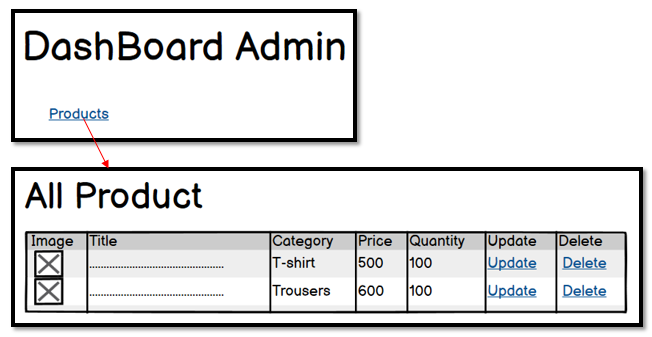 DashBoard Admin
Products
All Product
Image Title Category Price Quantity Update Delete
........................................................ T-shirt 500 100 Update Delete
........................................................ Trousers 600 100 Update Delete